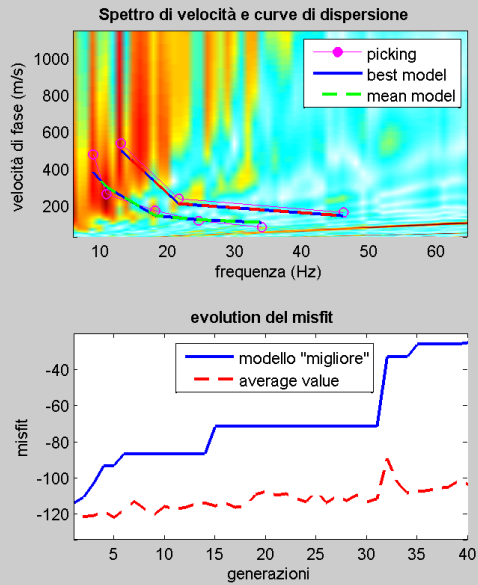 Spettro di velocità e curve di dispersione
1000
800
600
400
200
velocità di fase (m/s)
picking
best model
mean model
10 20 30 40 50 60
frequenza (Hz)
evolution del misfit
-40
-60
-80
-100
-120
misfit
modello "migliore"
average value
5 10 15 20 25 30 35 40
generazioni